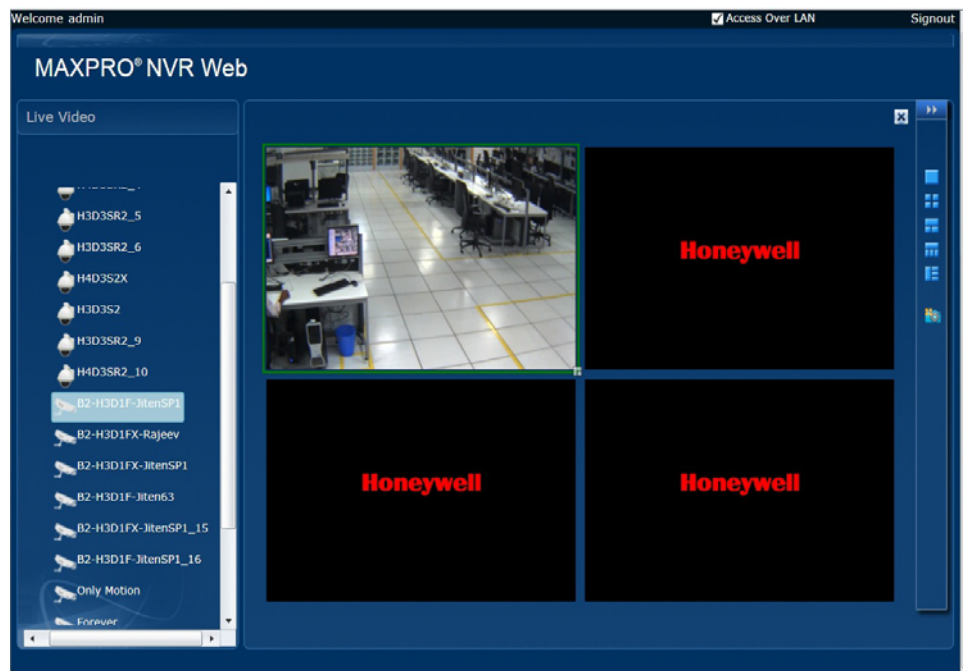 Welcome admin
Access Over LAN
Signout
MAXPRO® NVR Web
Live Video
H3D3SR2_5
H3D3SR2_6
H4D3S2X
H3D3S2
H3D3SR2_9
H4D3SR2_10
B2-H3D1F-JitenSP1
B2-H3D1FX-Rajeev
B2-H3D1FX-JitenSP1
B2-H3D1F-Jiten63
B2-H3D1FX-JitenSP1_15
B2-H3D1F-JitenSP1_16
Only Motion
Forever
Honeywell
Honeywell
Honeywell